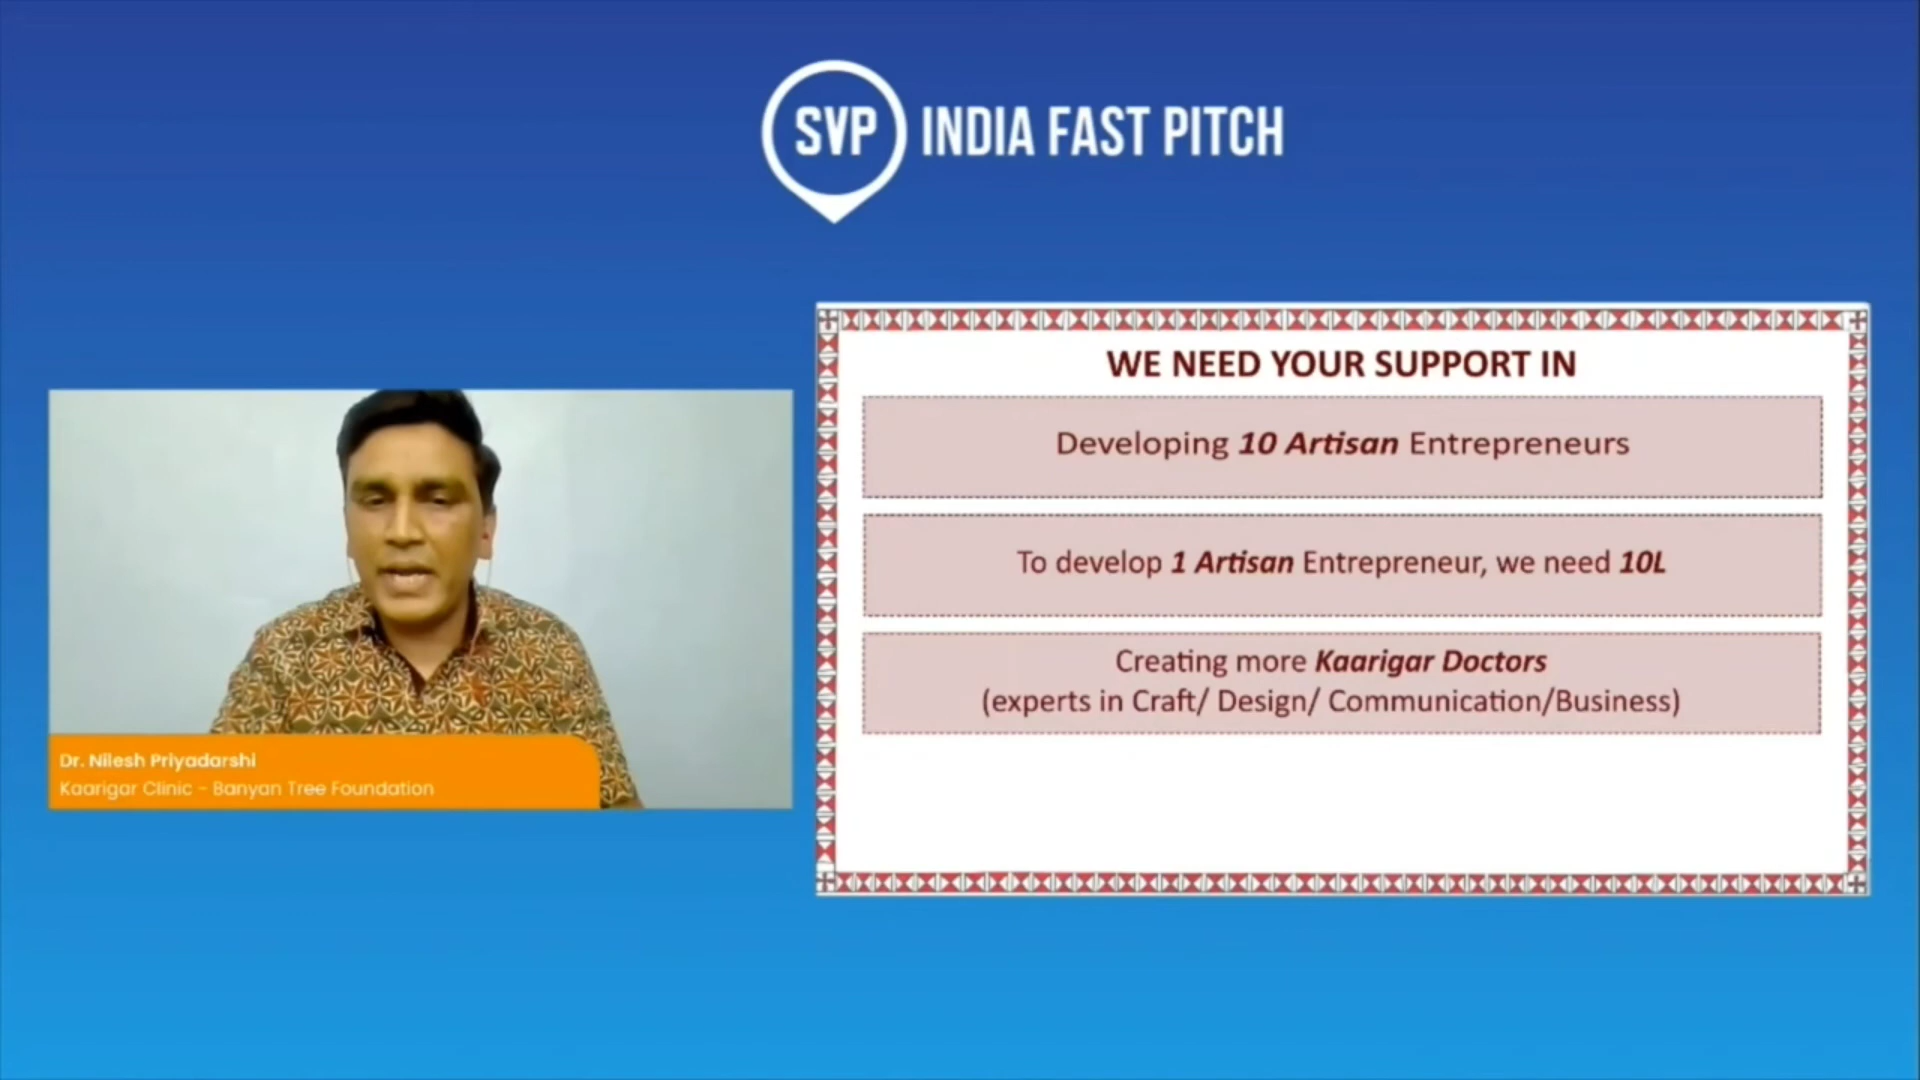 SVP INDIA FAST PITCH
WE NEED YOUR SUPPORT IN
Developing 10 Artisan Entrepreneurs
To develop 1 Artisan Entrepreneur, we need 10L
Creating more Kaarigar Doctors
(experts in Craft/ Design/ Communication/Business)
Dr. Nilesh Priyadarshi
Kaarigar Clinic - Banyan Tree Foundation